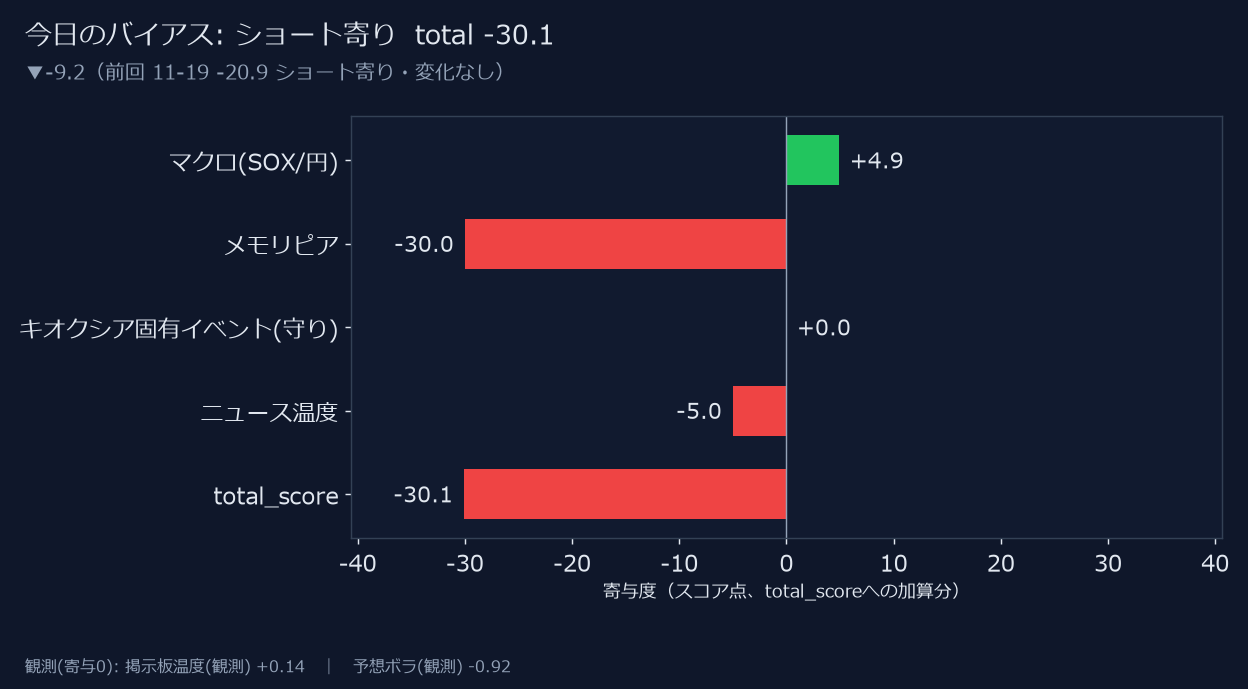 今日のバイアス: ショート寄り  total -30.1
▼-9.2（前回 11-19 -20.9 ショート寄り・変化なし）
マクロ(SOX/円) +4.9
メモリピア -30.0
キオクシア固有イベント(守り) +0.0
ニュース温度 -5.0
total_score -30.1
-40 -30 -20 -10 0 10 20 30 40
寄与度（スコア点、total_scoreへの加算分）
観測(寄与0): 掲示板温度(観測) +0.14 ｜ 予想ボラ(観測) -0.92